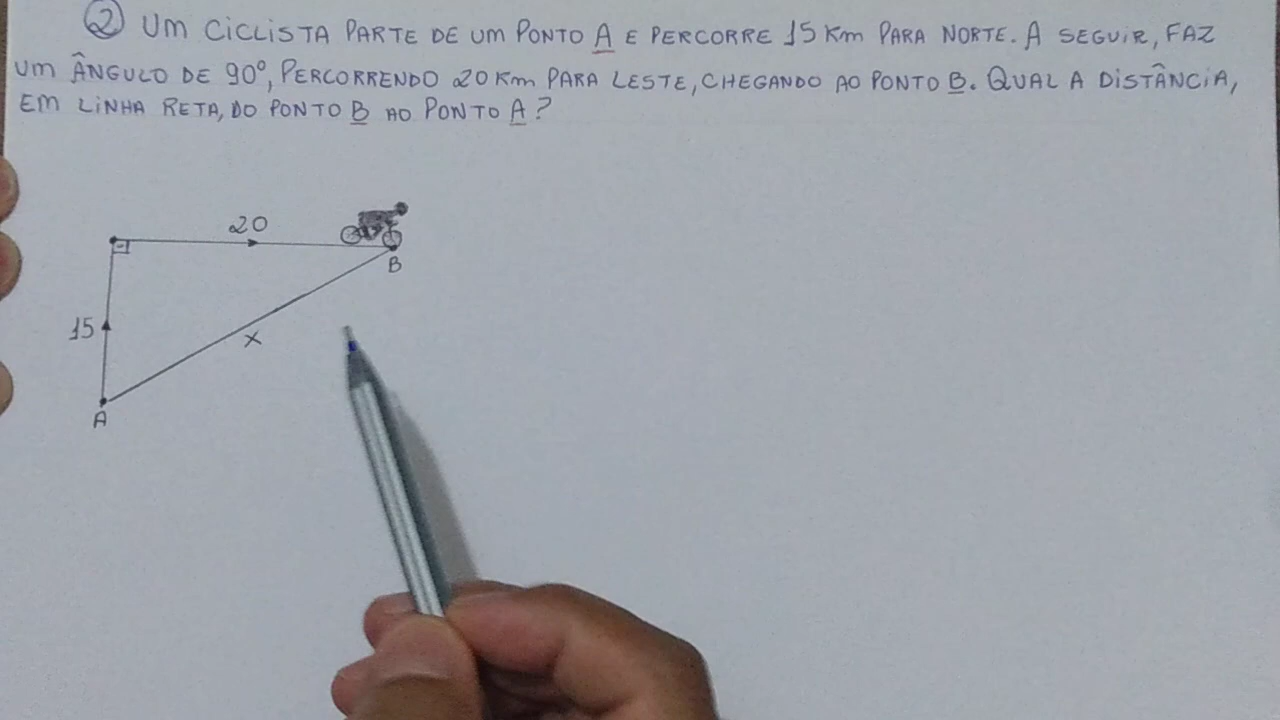 ② UM CICLISTA PARTE DE UM PONTO A E PERCORRE 15 Km PARA NORTE. A SEGUIR, FAZ
UM ÂNGULO DE 90°, PERCORRENDO 20 Km PARA LESTE, CHEGANDO AO PONTO B. QUAL A DISTÂNCIA,
EM LINHA RETA, DO PONTO B AO PONTO A?
20
B
15
x
A